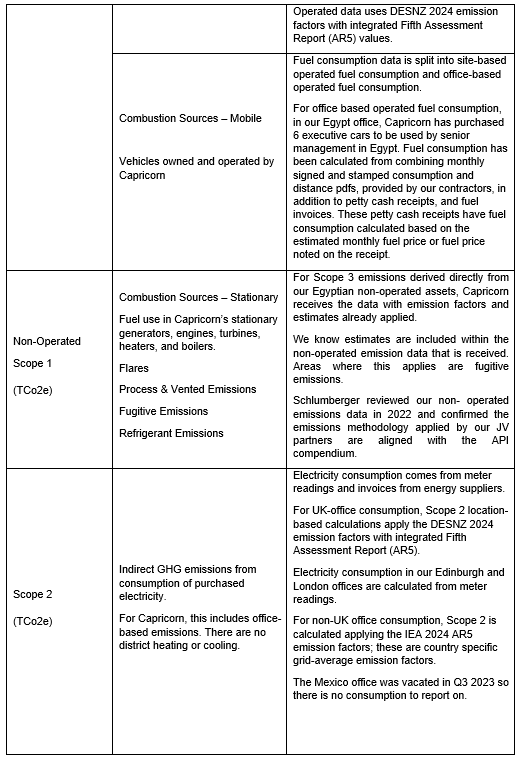 Operated data uses DESNZ 2024 emission
factors with integrated Fifth Assessment
Report (AR5) values.
Combustion Sources – Mobile
Vehicles owned and operated by
Capricorn
Fuel consumption data is split into site-based
operated fuel consumption and office-based
operated fuel consumption.
For office based operated fuel consumption,
in our Egypt office, Capricorn has purchased
6 executive cars to be used by senior
management in Egypt. Fuel consumption has
been calculated from combining monthly
signed and stamped consumption and
distance pdfs, provided by our contractors, in
addition to petty cash receipts, and fuel
invoices. These petty cash receipts have fuel
consumption calculated based on the
estimated monthly fuel price or fuel price
noted on the receipt.
Non-Operated
Scope 1
(TCo2e)
Combustion Sources – Stationary
Fuel use in Capricorn's stationary
generators, engines, turbines,
heaters, and boilers.
Flares
Process & Vented Emissions
Fugitive Emissions
Refrigerant Emissions
For Scope 3 emissions derived directly from
our Egyptian non-operated assets, Capricorn
receives the data with emission factors and
estimates already applied.
We know estimates are included within the
non-operated emission data that is received.
Areas where this applies are fugitive
emissions.
Schlumberger reviewed our non- operated
emissions data in 2022 and confirmed the
emissions methodology applied by our JV
partners are aligned with the API
compendium.
Scope 2
(TCo2e)
Indirect GHG emissions from
consumption of purchased
electricity.
For Capricorn, this includes office-
based emissions. There are no
district heating or cooling.
Electricity consumption comes from meter
readings and invoices from energy suppliers.
For UK-office consumption, Scope 2 location-
based calculations apply the DESNZ 2024
emission factors with integrated Fifth
Assessment Report (AR5).
Electricity consumption in our Edinburgh and
London offices are calculated from meter
readings.
For non-UK office consumption, Scope 2 is
calculated applying the IEA 2024 AR5
emission factors; these are country specific
grid-average emission factors.
The Mexico office was vacated in Q3 2023 so
there is no consumption to report on.